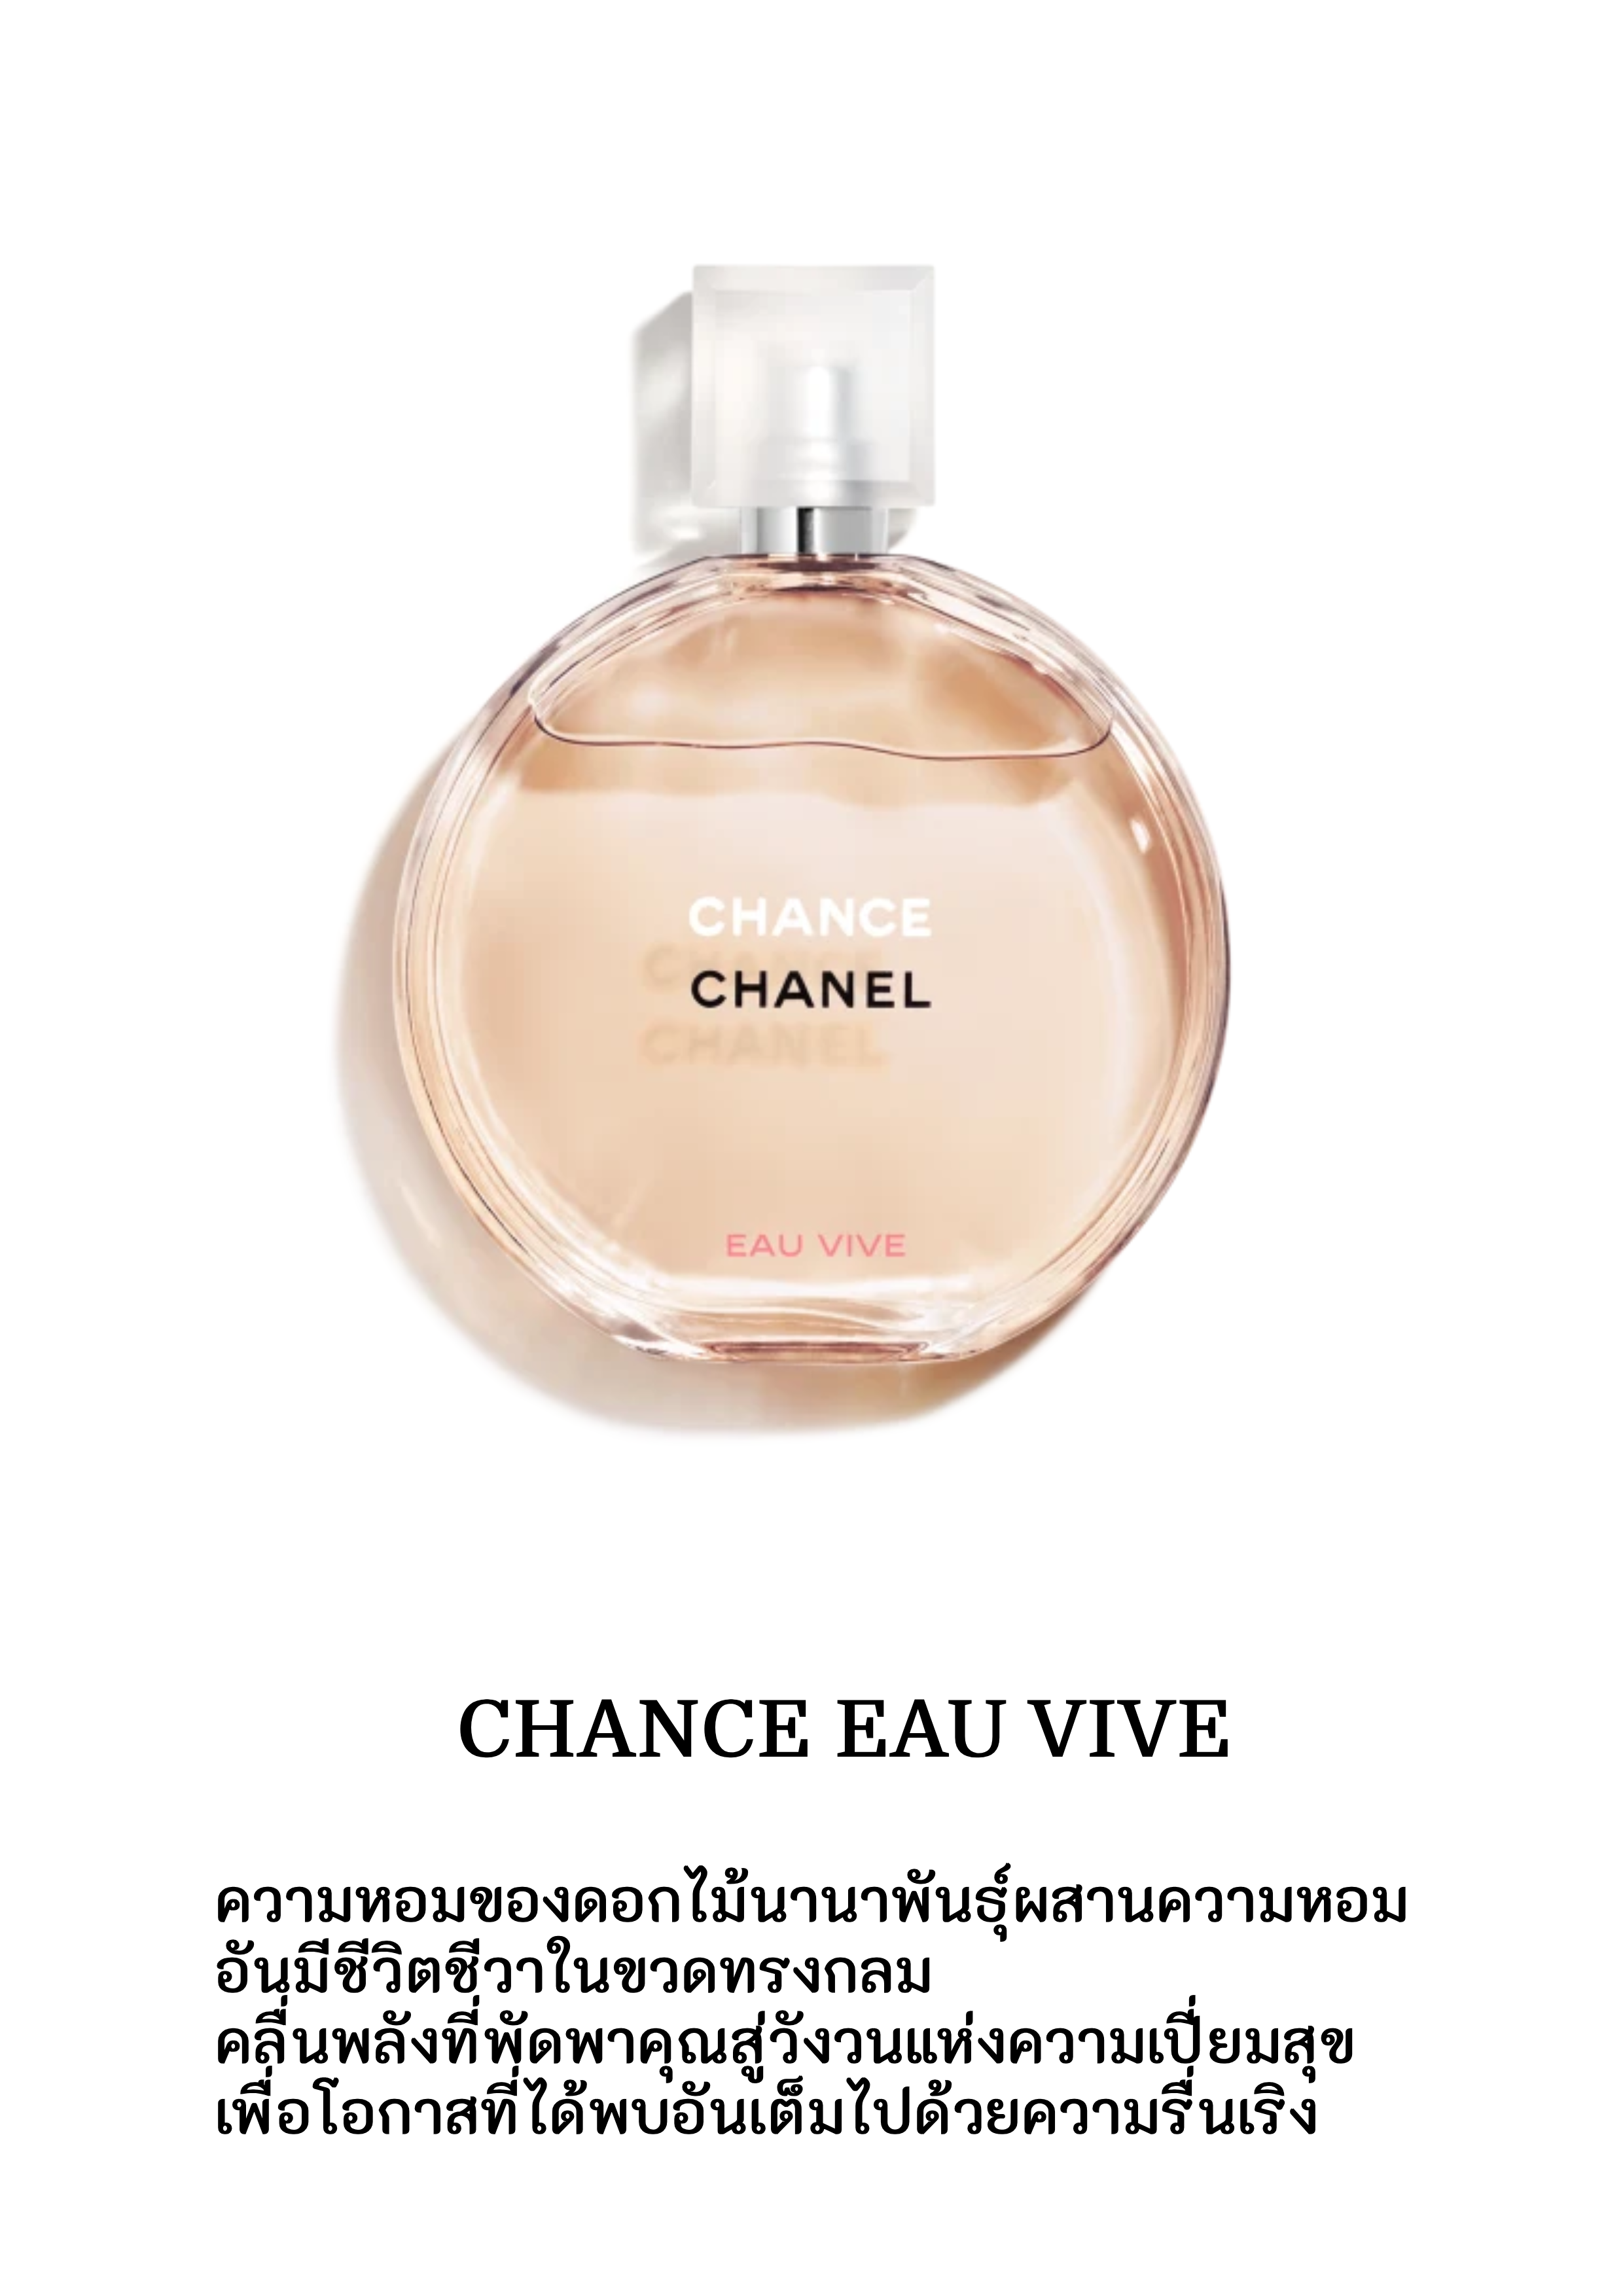 CHANCE
CHANEL
EAU VIVE
CHANCE EAU VIVE
ความหอมของดอกไม้นานาพันธุ์ผสานความหอม
อันมีชีวิตชีวาในขวดทรงกลม
คลื่นพลังที่พัดพาคุณสู่วังวนแห่งความเปี่ยมสุข
เพื่อโอกาสที่ได้พบอันเต็มไปด้วยความรื่นเริง